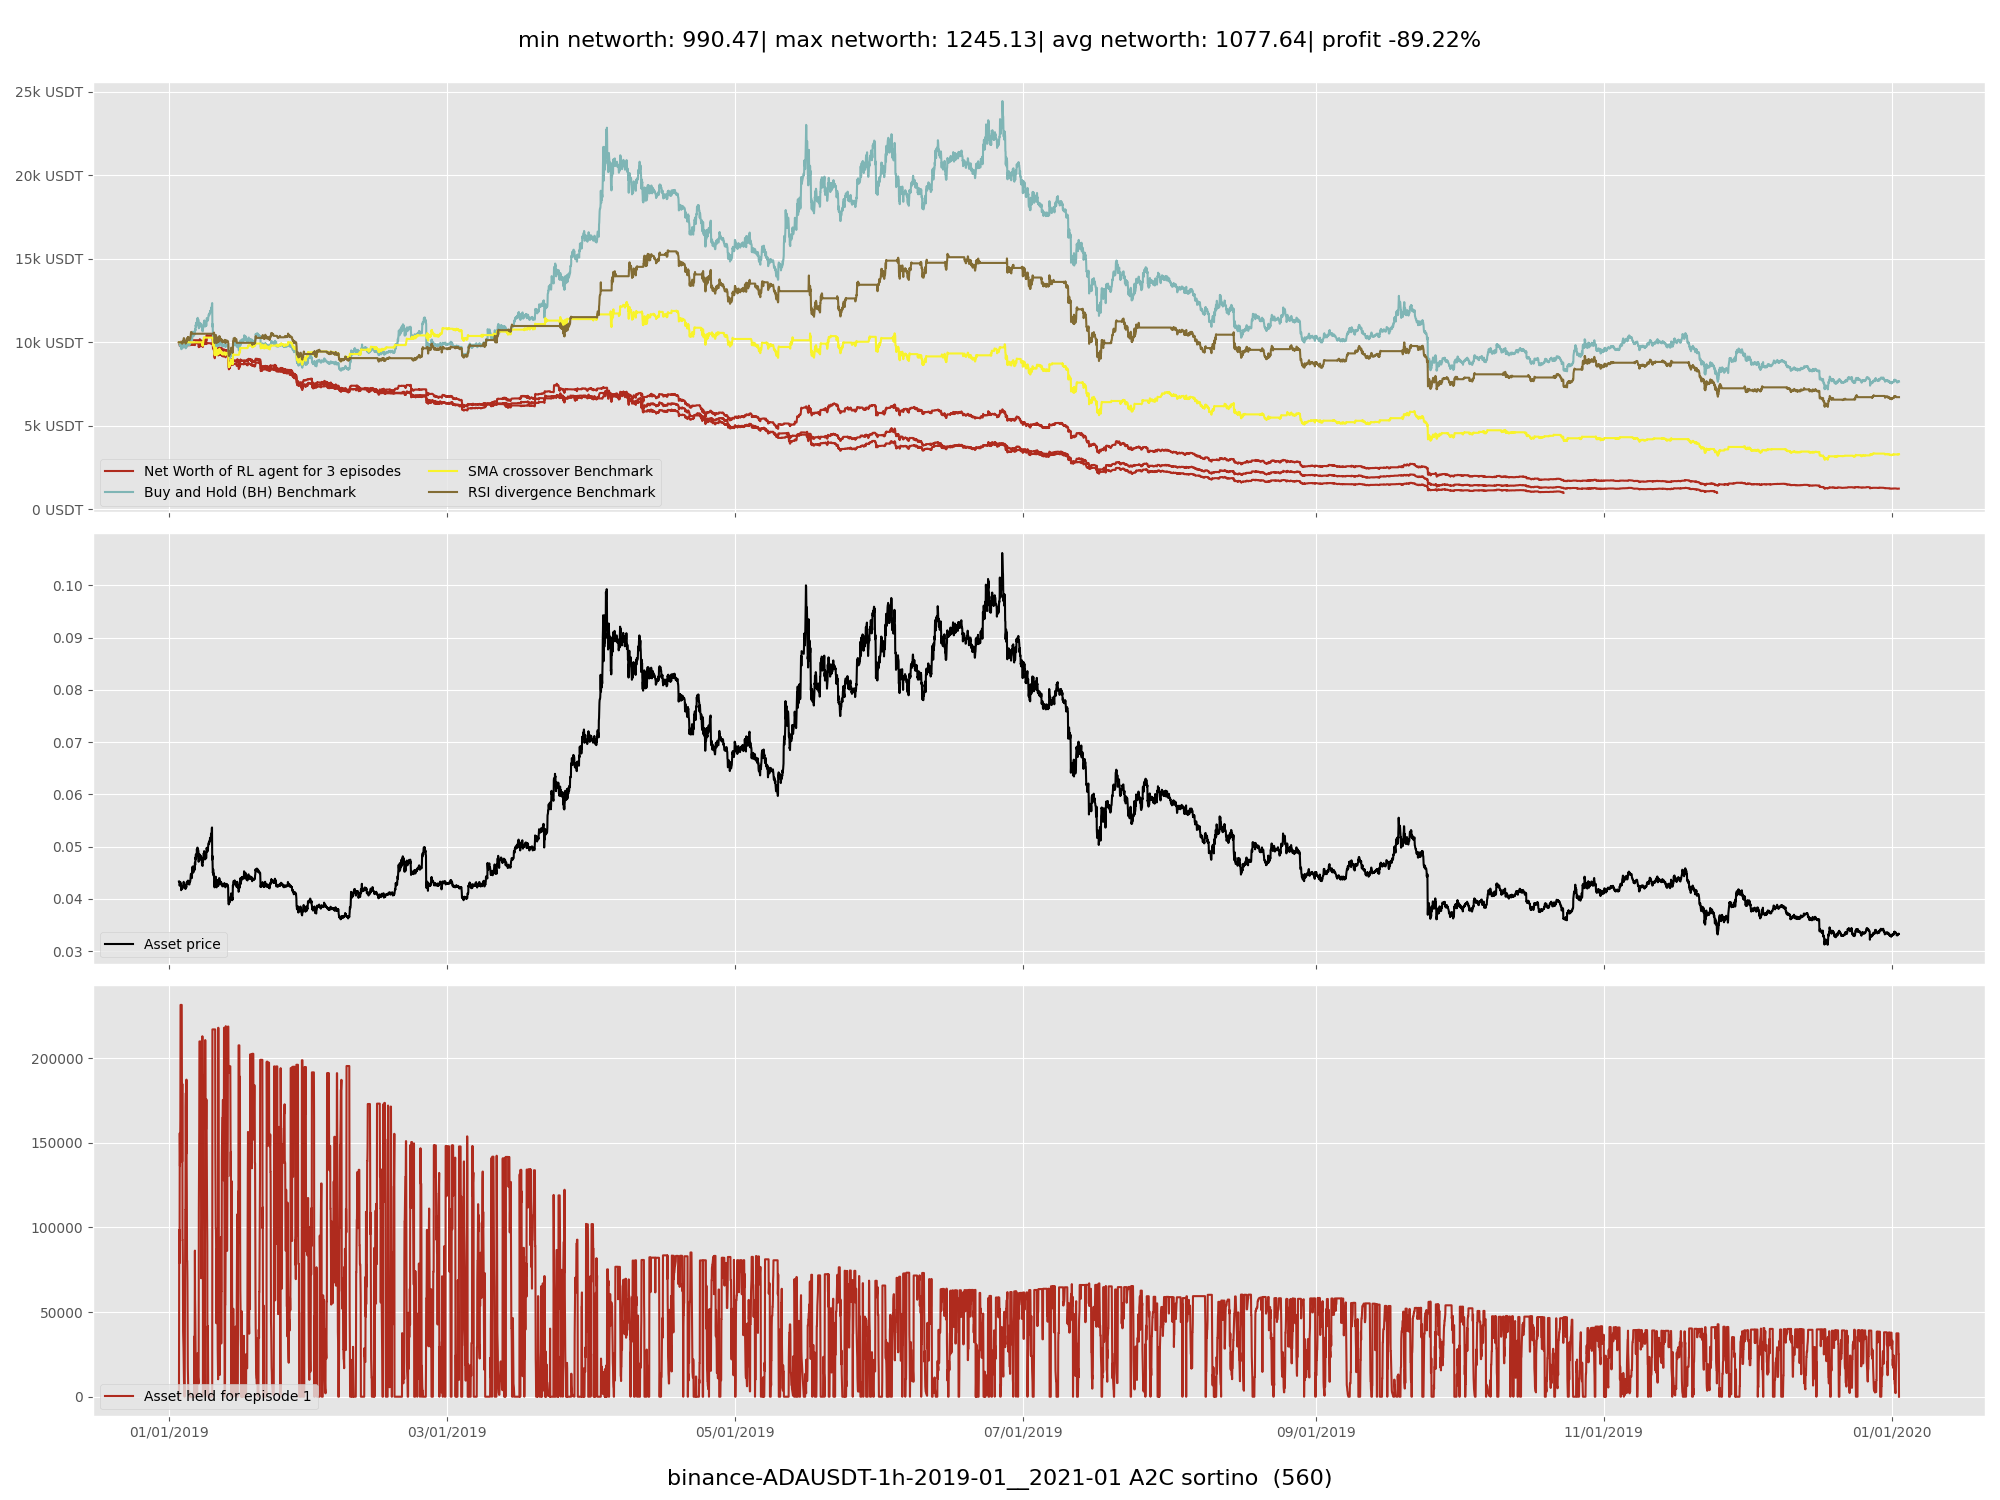 min networth: 990.47| max networth: 1245.13| avg networth: 1077.64| profit -89.22%
25k USDT
20k USDT
15k USDT
10k USDT
5k USDT
0 USDT
Net Worth of RL agent for 3 episodes
Buy and Hold (BH) Benchmark
SMA crossover Benchmark
RSI divergence Benchmark
0.10
0.09
0.08
0.07
0.06
0.05
0.04
0.03
Asset price
200000
150000
100000
50000
0
Asset held for episode 1
01/01/2019 03/01/2019 05/01/2019 07/01/2019 09/01/2019 11/01/2019 01/01/2020
binance-ADAUSDT-1h-2019-01__2021-01 A2C sortino (560)